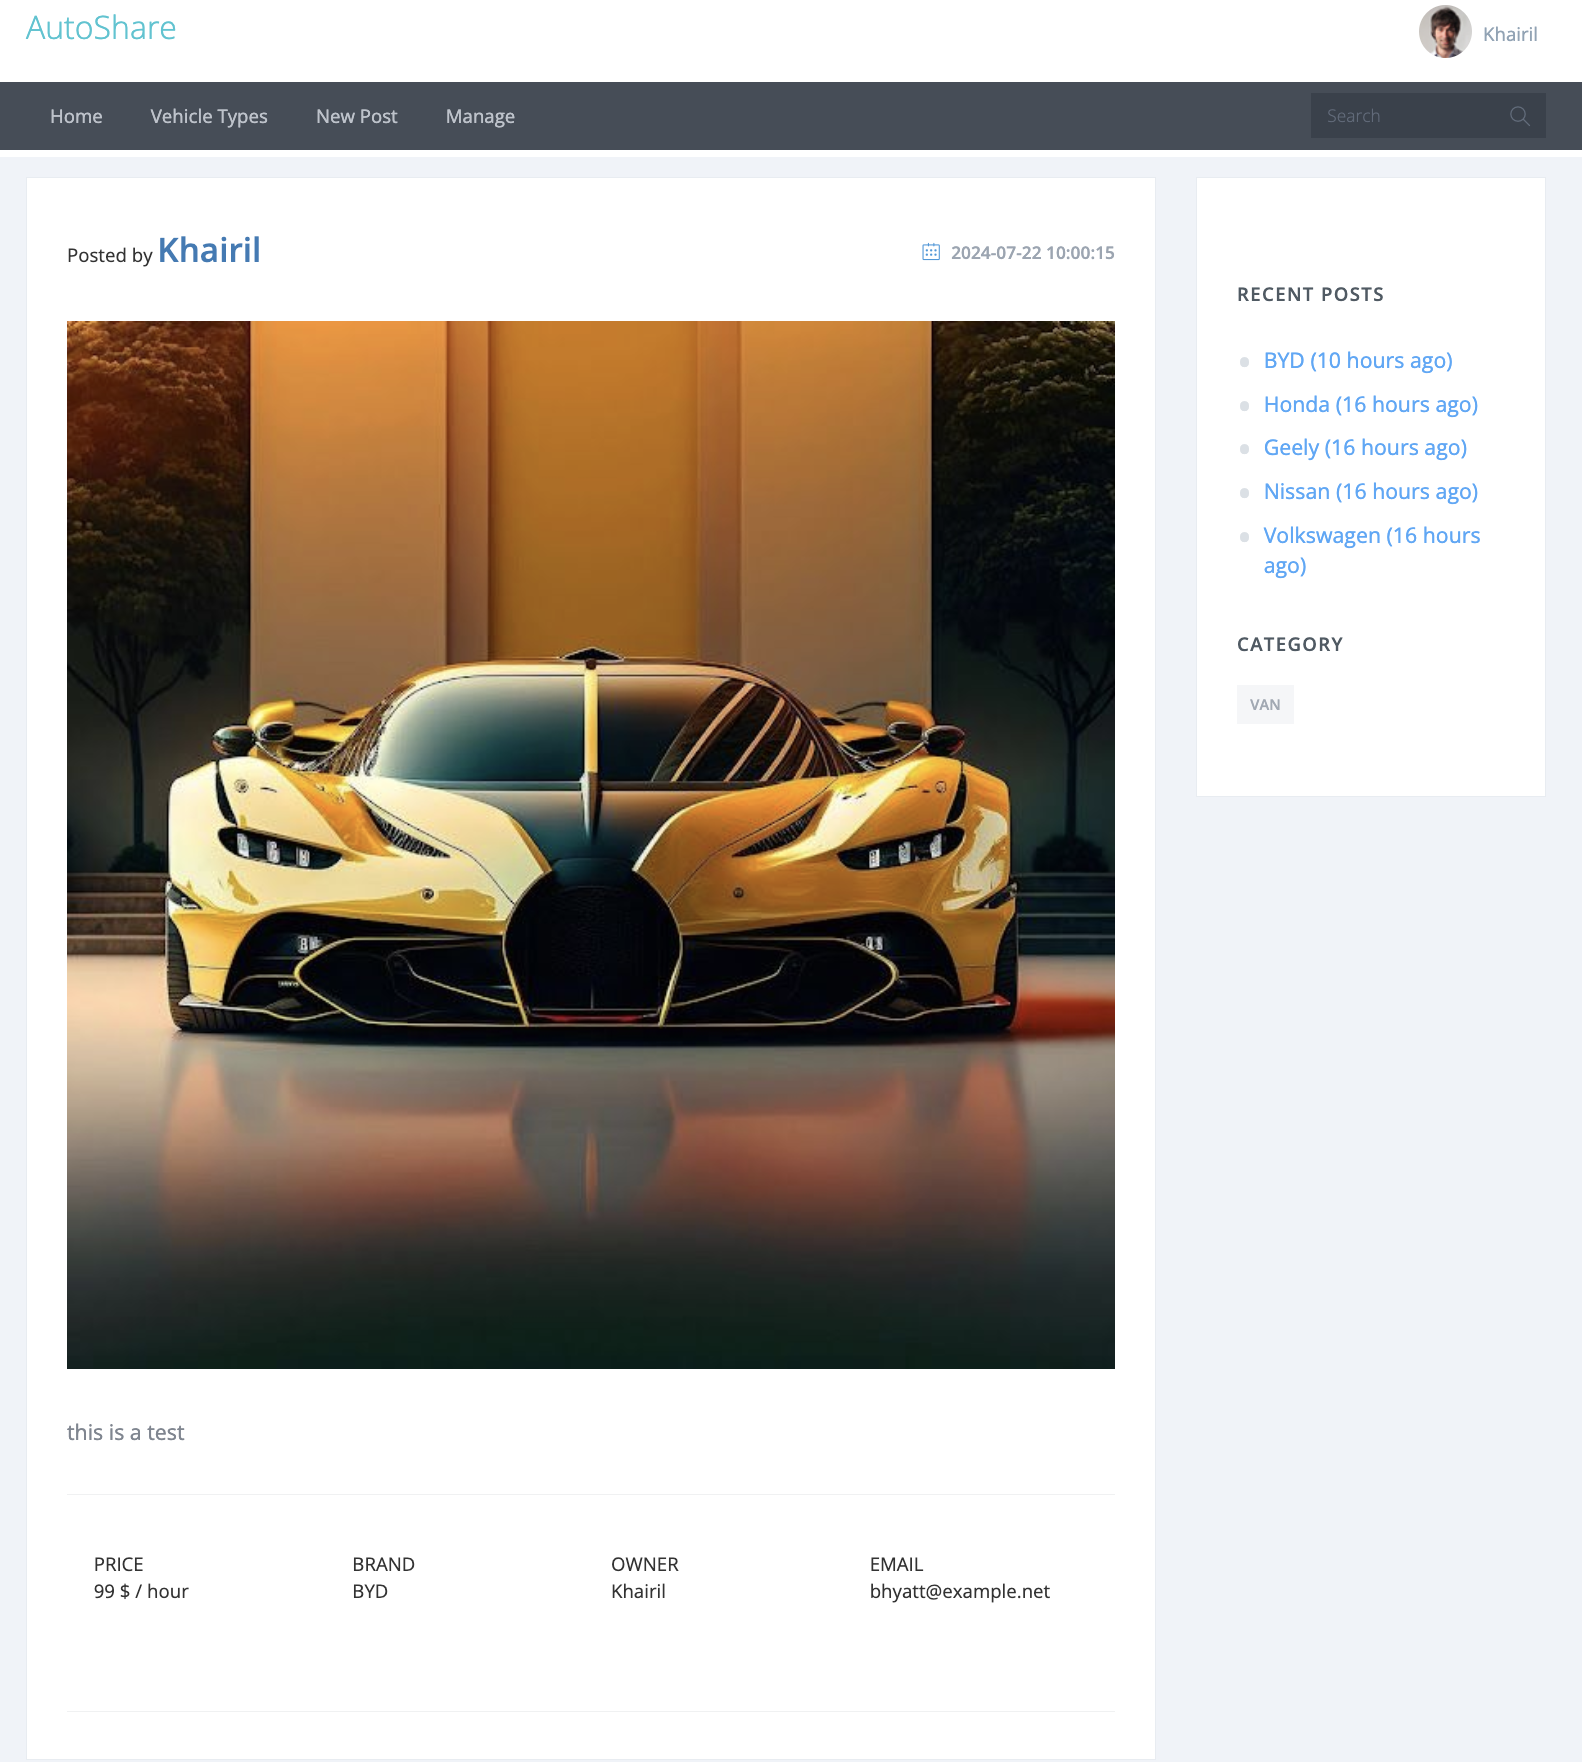 AutoShare
Khairil
Home
Vehicle Types
New Post
Manage
Search
Posted by Khairil
2024-07-22 10:00:15
this is a test
PRICE
99 $ / hour
BRAND
BYD
OWNER
Khairil
EMAIL
bhyatt@example.net
RECENT POSTS
BYD (10 hours ago)
Honda (16 hours ago)
Geely (16 hours ago)
Nissan (16 hours ago)
Volkswagen (16 hours
ago)
CATEGORY
VAN